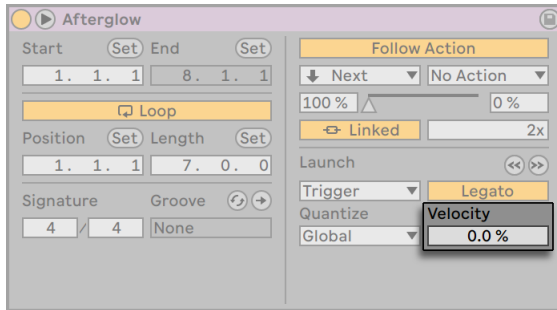 Afterglow
Start Set End Set
1. 1. 1 8. 1. 1
Loop
Position Set Length Set
1. 1. 1 7. 0. 0
Signature Groove
4 / 4 None
Follow Action
Next No Action
100 % 0 %
Linked 2x
Launch
Trigger Legato
Quantize Velocity
Global 0.0 %